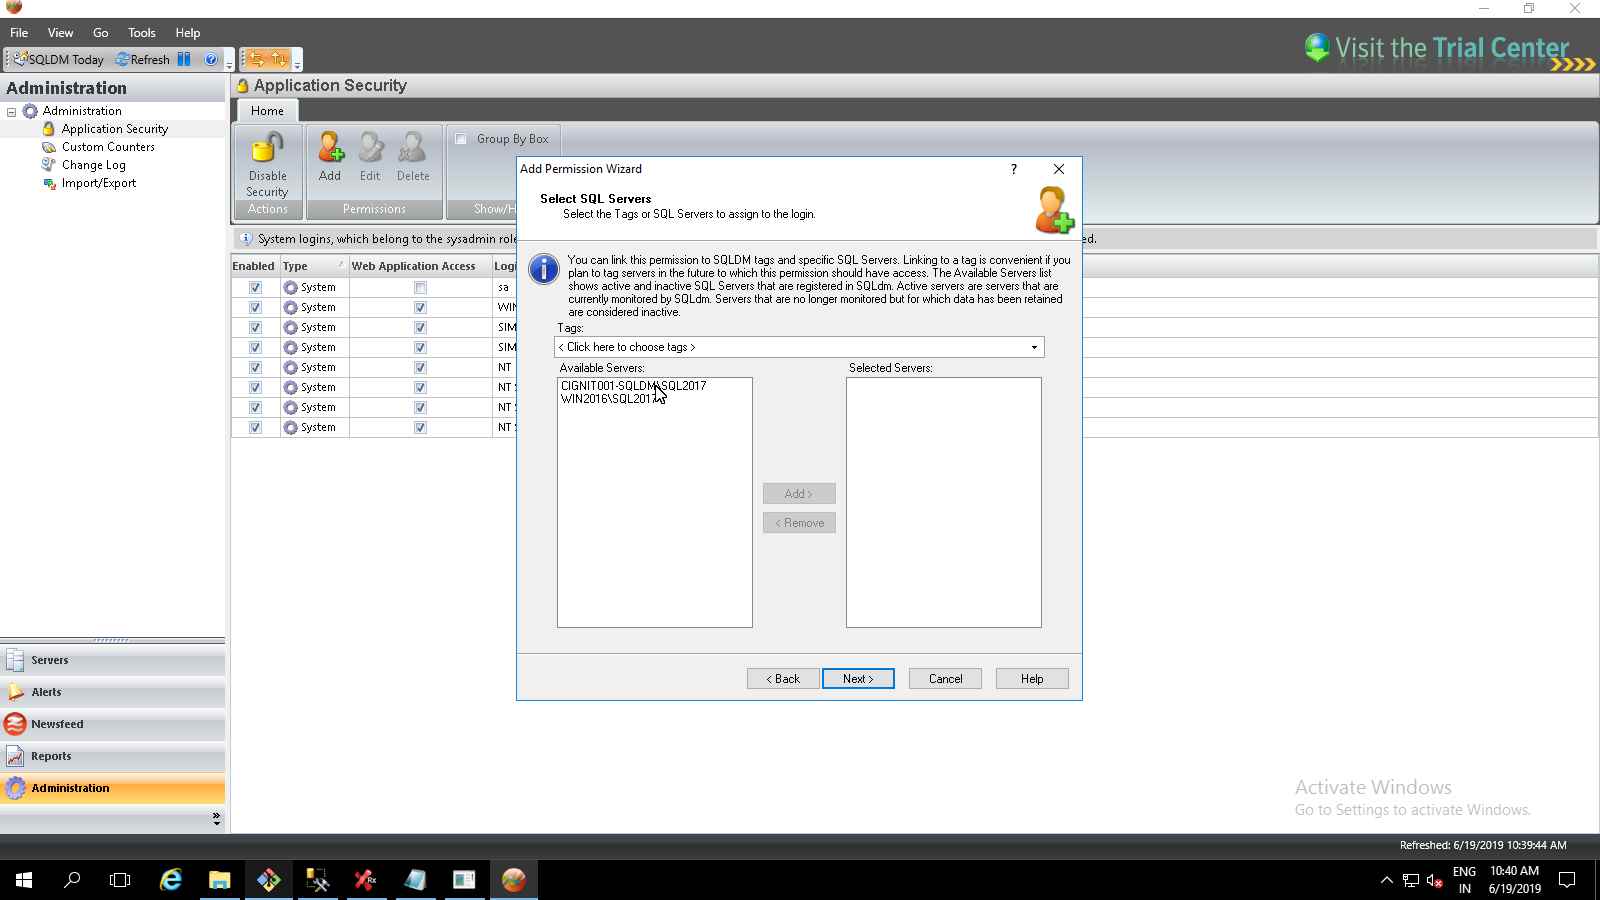 File View Go Tools Help
SQLDM Today Refresh
Visit the Trial Center
Administration
Application Security
Administration
Application Security
Custom Counters
Change Log
Import/Export
Home
Disable Security
Add
Edit
Delete
Group By Box
Actions
Permissions
Show/H
System logins, which belong to the sysadmin role
ed.
Enabled Type Web Application Access Logi
System sa
System WIN
System SIM
System SIM
System NT
System NT S
System NT S
System NT S
Add Permission Wizard
?
Select SQL Servers
Select the Tags or SQL Servers to assign to the login.
You can link this permission to SQLDM tags and specific SQL Servers. Linking to a tag is convenient if you
plan to tag servers in the future to which this permission should have access. The Available Servers list
shows active and inactive SQL Servers that are registered in SQLdm. Active servers are servers that are
currently monitored by SQLdm. Servers that are no longer monitored but for which data has been retained
are considered inactive.
Tags:
< Click here to choose tags >
Available Servers:
Selected Servers:
CIGNIT001-SQLDM\SQL2017
WIN2016\SQL2017
Add >
< Remove
< Back
Next >
Cancel
Help
Servers
Alerts
Newsfeed
Reports
Administration
Activate Windows
Go to Settings to activate Windows.
Refreshed: 6/19/2019 10:39:44 AM
ENG
IN
10:40 AM
6/19/2019